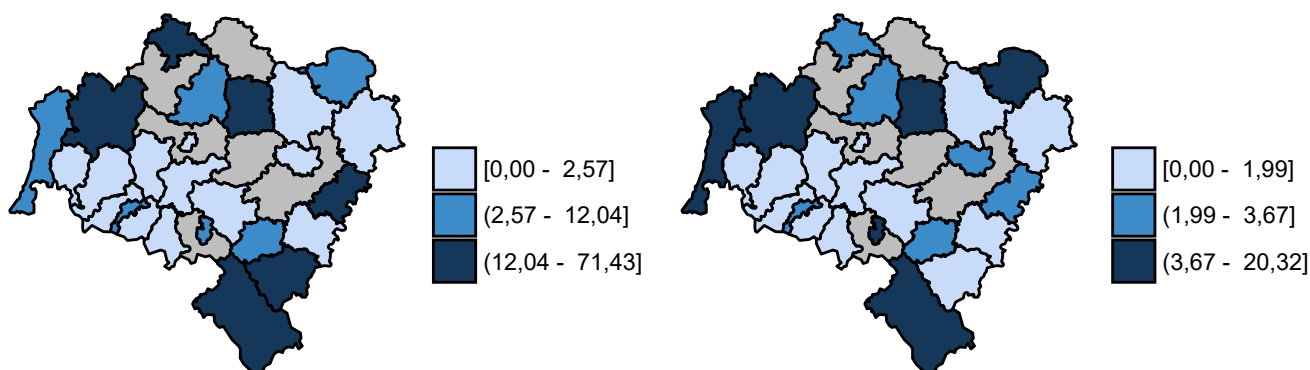 [0,00 - 2,57]
(2,57 - 12,04]
(12,04 - 71,43]
[0,00 - 1,99]
(1,99 - 3,67]
(3,67 - 20,32]